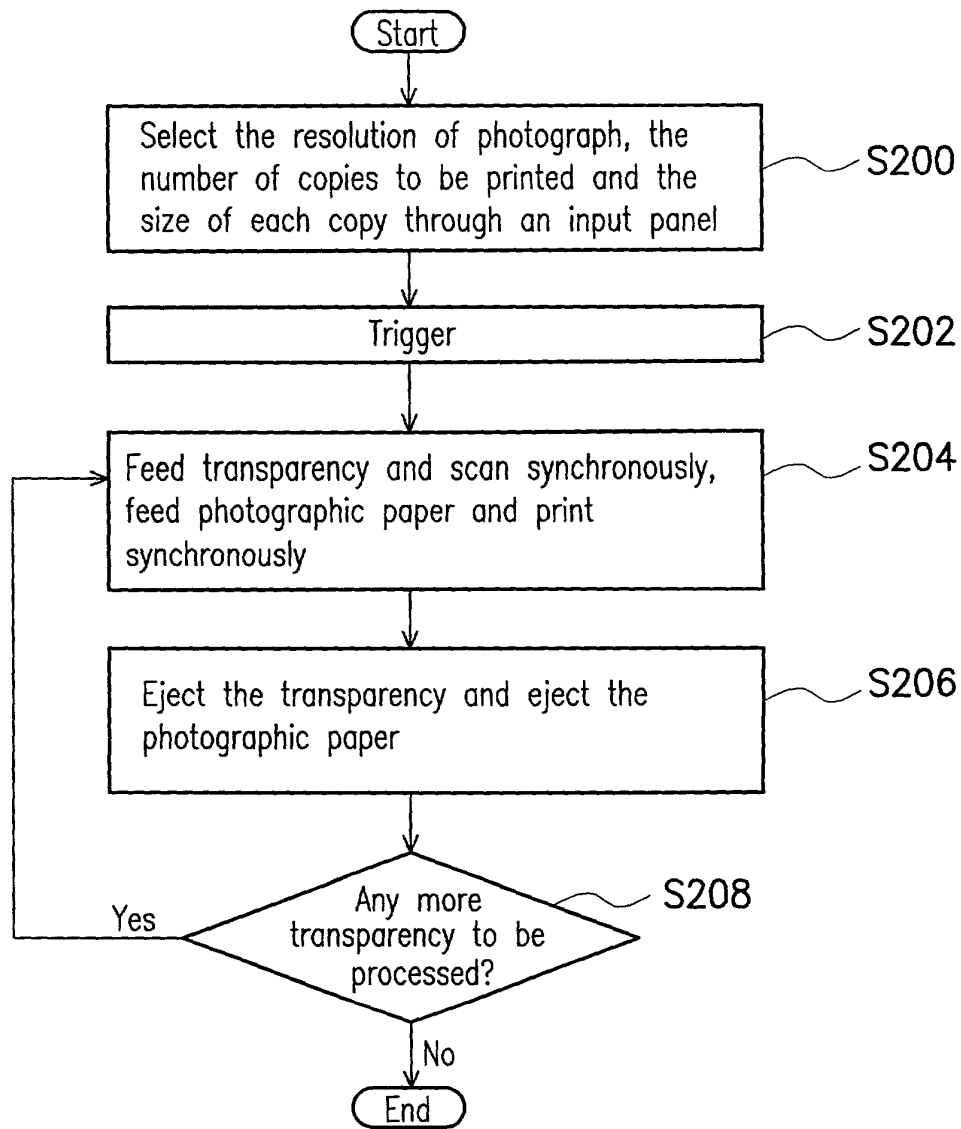 Start
Select the resolution of photograph, the
number of copies to be printed and the
size of each copy through an input panel
S200
Trigger
S202
Feed transparency and scan synchronously,
feed photographic paper and print
synchronously
S204
Eject the transparency and eject the
photographic paper
S206
Any more
transparency to be
processed?
S208
Yes
No
End